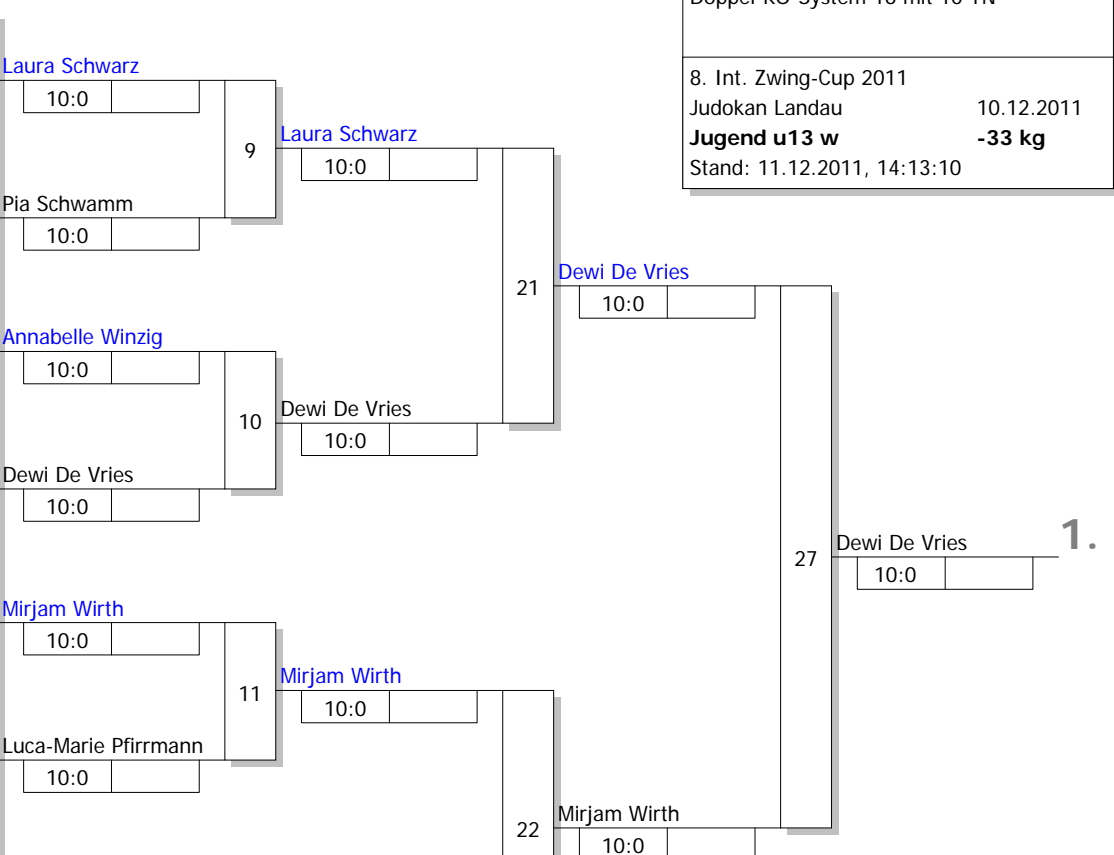 Doppel-KO-System 16 mit 16 TN
8. Int. Zwing-Cup 2011
Judokan Landau 10.12.2011
Jugend u13 w -33 kg
Stand: 11.12.2011, 14:13:10
Laura Schwarz
10:0
9
Laura Schwarz
10:0
Pia Schwamm
10:0
21
Dewi De Vries
10:0
Annabelle Winzig
10:0
10
Dewi De Vries
10:0
Dewi De Vries
10:0
27
Dewi De Vries
1.
10:0
Mirjam Wirth
10:0
11
Mirjam Wirth
10:0
Luca-Marie Pfirrmann
10:0
22
Mirjam Wirth
10:0